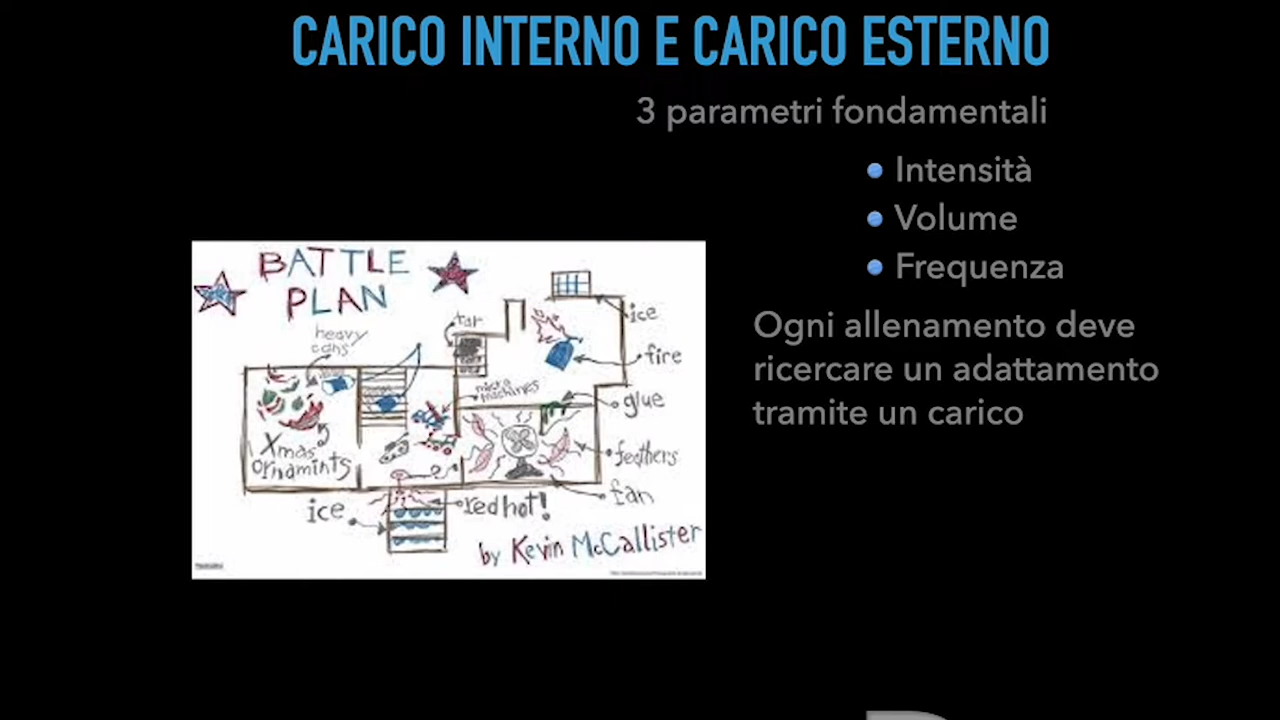 CARICO INTERNO E CARICO ESTERNO
3 parametri fondamentali
Intensità
Volume
Frequenza
Ogni allenamento deve
ricercare un adattamento
tramite un carico
BATTLE
PLAN
heavy
cans
tar
ice
fire
micro
machines
glue
Xmas
ornamints
feathers
fan
ice
red hot!
by Kevin McCallister